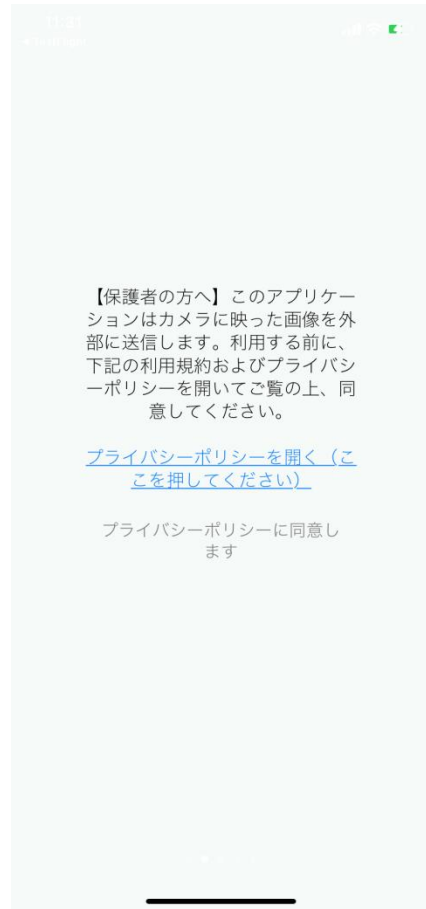 【保護者の方へ】このアプリケー
ションはカメラに映った画像を外
部に送信します。利用する前に、
下記の利用規約およびプライバシ
ーポリシーを開いてご覧の上、同
意してください。
プライバシーポリシーを開く（こ
こを押してください）
プライバシーポリシーに同意し
ます